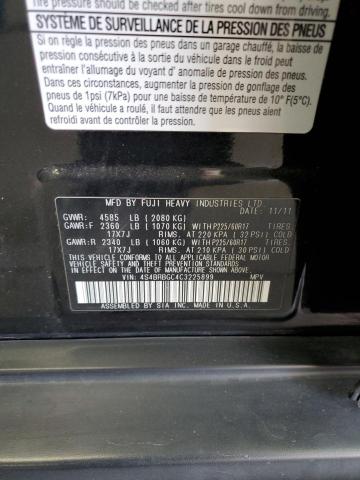 tire pressure should be checked after tires cool down from driving.
SYSTÈME DE SURVEILLANCE DE LA PRESSION DES PNEUS
Si on règle la pression des pneus dans un garage chauffé, la baisse de
pression consécutive à la sortie du véhicule dans le froid peut
entraîner l'allumage du voyant d' anomalie de pression des pneus.
Dans ces circonstances, augmenter la pression de gonflage
des pneus de 1psi (7kPa) pour une baisse de température de 10° F(5°C).
Quand le véhicule a roulé, il faut attendre que les pneus soient
refroidis avant de contrôler la pression.
MFD BY FUJI HEAVY INDUSTRIES LTD.
DATE: 11/11
GVWR: 4585 LB ( 2080 KG)
GAWR:F 2360 LB ( 1070 KG) WITH P225/60R17 TIRES.
17X7J RIMS. AT 220 KPA ( 32 PSI) COLD
GAWR:R 2340 LB ( 1060 KG) WITH P225/60R17 TIRES.
17X7J RIMS. AT 210 KPA ( 30 PSI) COLD
THIS VEHICLE CONFORMS TO ALL APPLICABLE
FEDERAL MOTOR VEHICLE SAFETY STANDARDS IN
EFFECT ON THE DATE OF MANUFACTURE SHOWN ABOVE.
VIN: 4S4BRBGC4C3225899 MPV
ASSEMBLED BY SIA INC. MADE IN U.S.A.